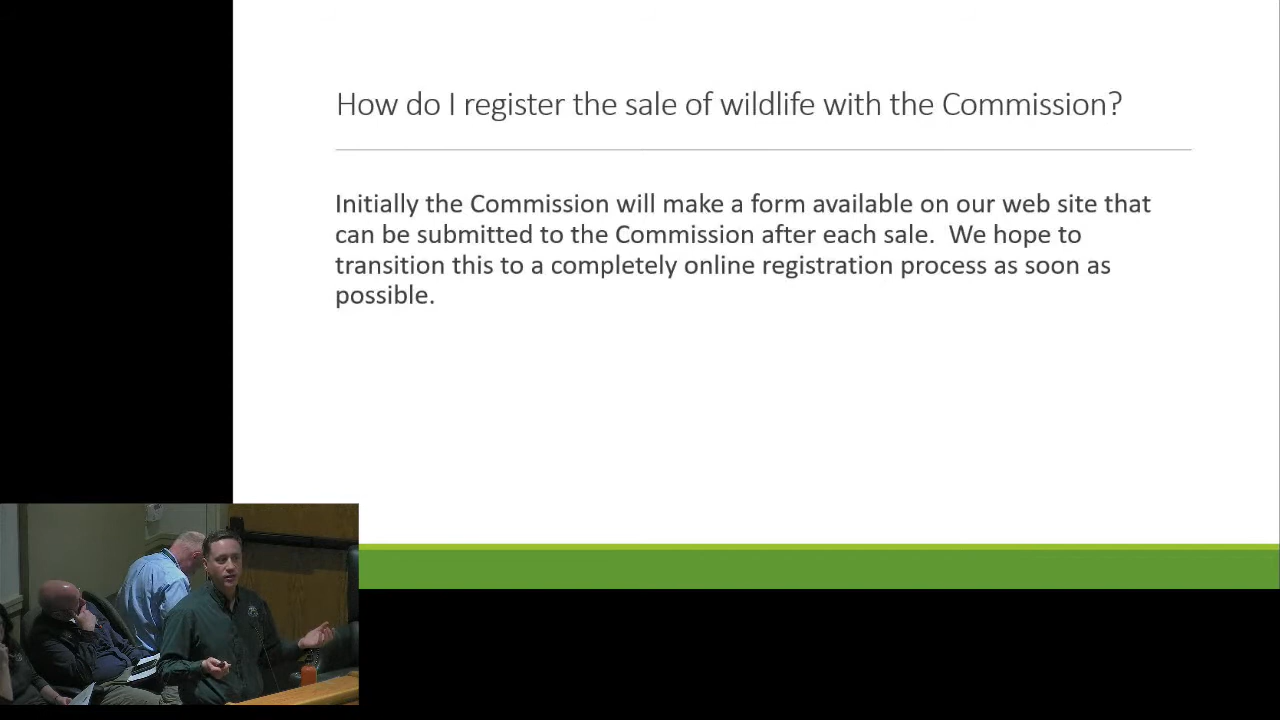 How do I register the sale of wildlife with the Commission?
Initially the Commission will make a form available on our web site that
can be submitted to the Commission after each sale.  We hope to
transition this to a completely online registration process as soon as
possible.